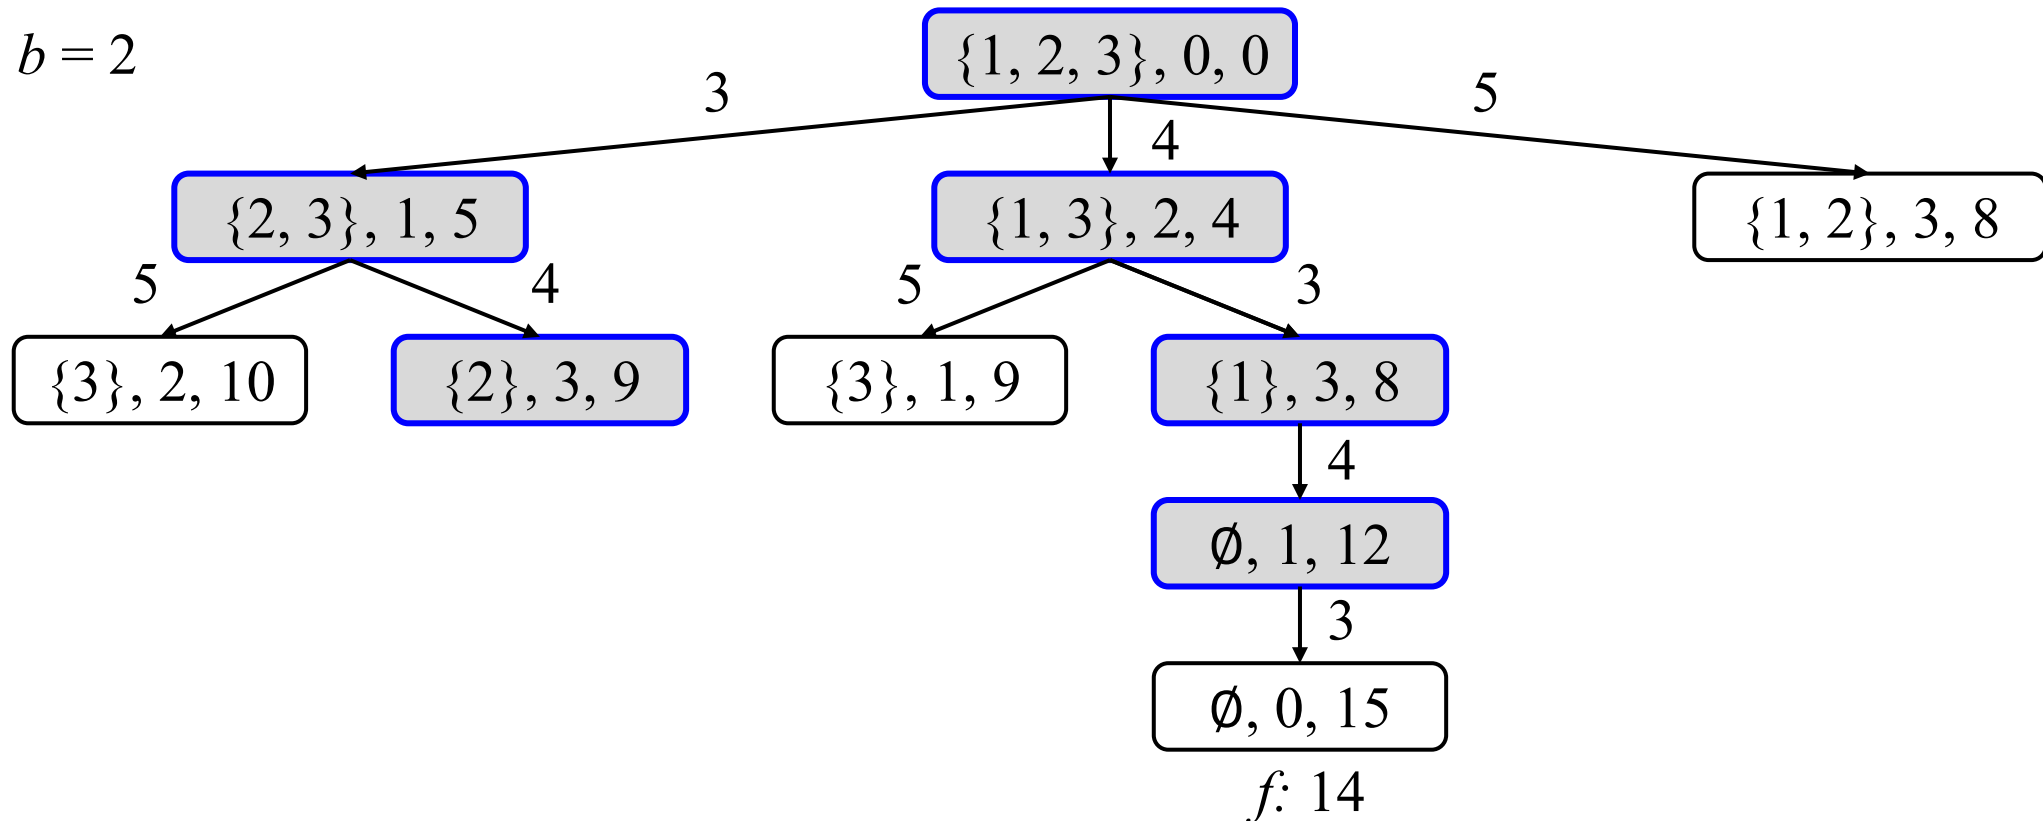 b = 2
{1, 2, 3}, 0, 0
3
4
5
{2, 3}, 1, 5
{1, 3}, 2, 4
{1, 2}, 3, 8
5
4
5
3
{3}, 2, 10
{2}, 3, 9
{3}, 1, 9
{1}, 3, 8
4
∅, 1, 12
3
∅, 0, 15
f: 14